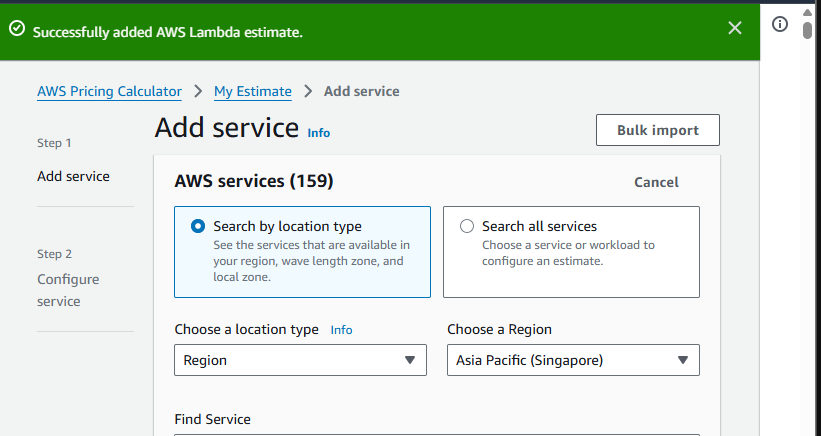 Successfully added AWS Lambda estimate.
AWS Pricing Calculator > My Estimate > Add service
Step 1
Add service
Step 2
Configure
service
Add service Info
Bulk import
AWS services (159)
Cancel
Search by location type
See the services that are available in
your region, wave length zone, and
local zone.
Search all services
Choose a service or workload to
configure an estimate.
Choose a location type Info
Region
Choose a Region
Asia Pacific (Singapore)
Find Service